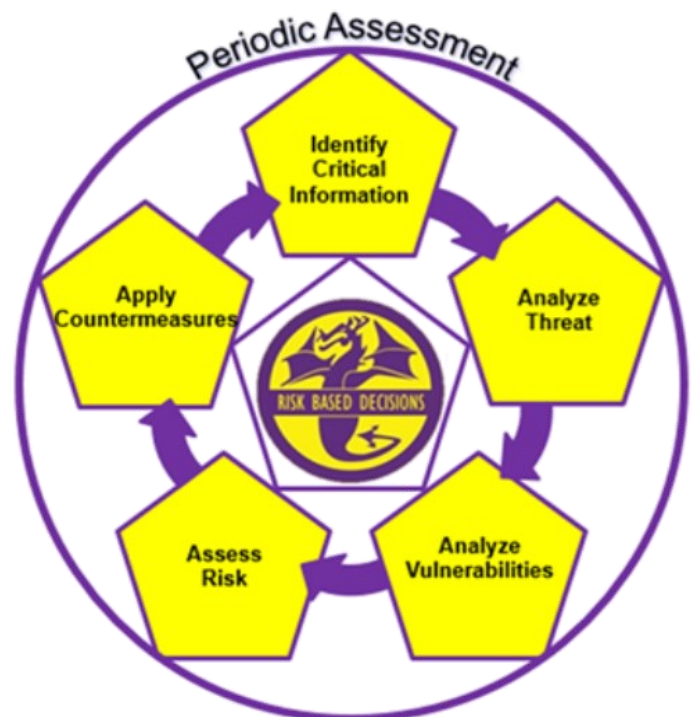 Periodic Assessment
Identify
Critical
Information
Analyze
Threat
Analyze
Vulnerabilities
Assess
Risk
Apply
Countermeasures
RISK BASED DECISIONS